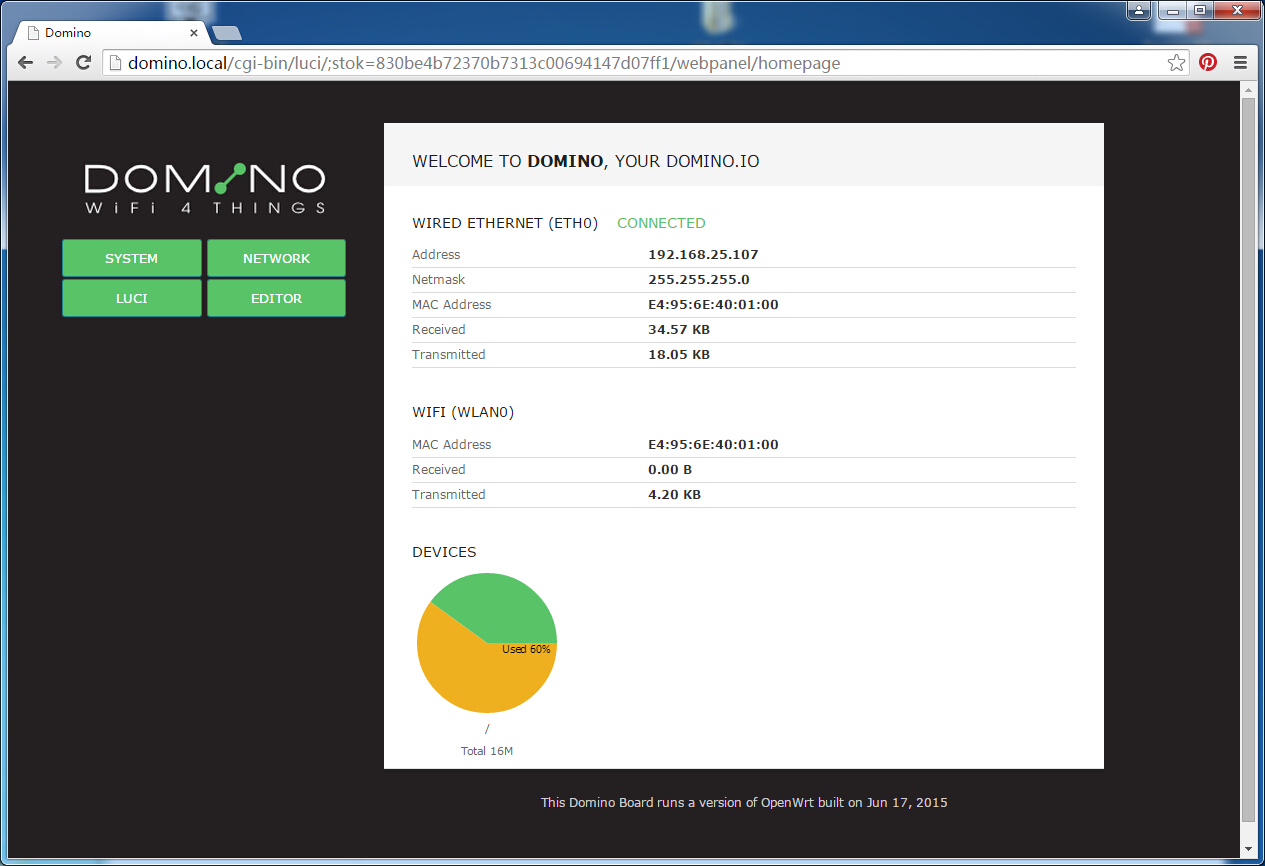 Domino
domino.local/cgi-bin/luci/;stok=830be4b72370b7313c00694147d07ff1/webpanel/homepage
DOMINO
WiFi 4 THINGS
SYSTEM NETWORK
LUCI EDITOR
WELCOME TO DOMINO, YOUR DOMINO.IO
WIRED ETHERNET (ETH0) CONNECTED
Address 192.168.25.107
Netmask 255.255.255.0
MAC Address E4:95:6E:40:01:00
Received 34.57 KB
Transmitted 18.05 KB
WIFI (WLAN0)
MAC Address E4:95:6E:40:01:00
Received 0.00 B
Transmitted 4.20 KB
DEVICES
Used 60%
/
Total 16M
This Domino Board runs a version of OpenWrt built on Jun 17, 2015